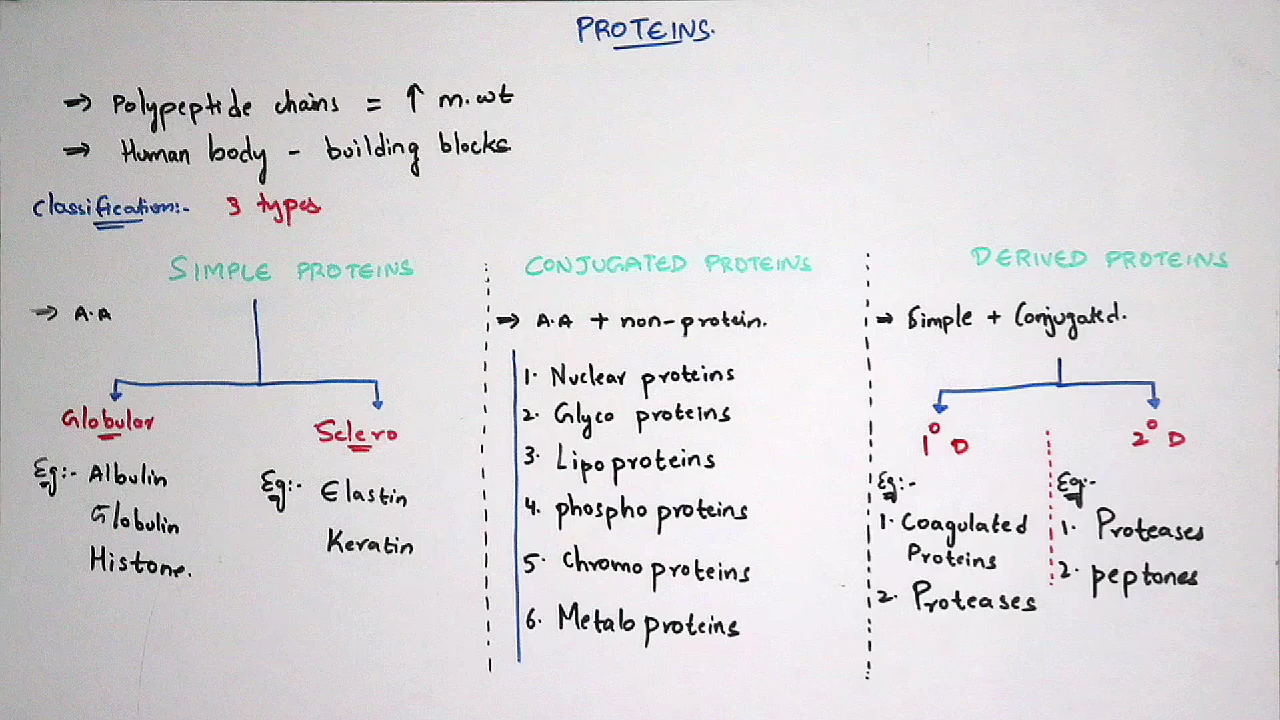 PROTEINS.
⇒ Polypeptide chains = ↑ m.wt
⇒ Human body - building blocks
Classification:- 3 types
SIMPLE PROTEINS
⇒ A.A
Globular
Eg:- Albulin
Globulin
Histone.
Sclero
Eg:- Elastin
Keratin
CONJUGATED PROTEINS
⇒ A.A + non-protein.
1. Nuclear proteins
2. Glyco proteins
3. Lipo proteins
4. phospho proteins
5. Chromo proteins
6. Metalo proteins
DERIVED PROTEINS
⇒ Simple + Conjugated.
1° D
Eg:-
1. Coagulated
Proteins
2. Proteases
2° D
Eg:-
1. Proteases
2. peptones